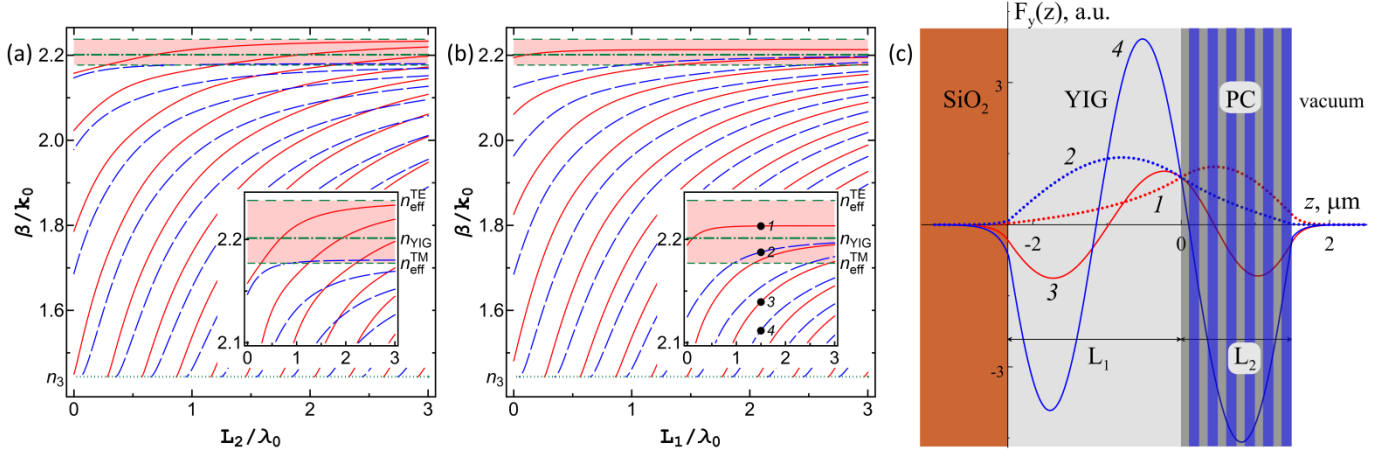 (a)
β/k₀
2.2
2.0
1.8
1.6
n₃
0
1
2
3
L₂/λ₀
2.2
2.1
0
1
2
3
n_eff^TE
n_YIG
n_eff^TM
(b)
β/k₀
2.2
2.0
1.8
1.6
n₃
0
1
2
3
L₁/λ₀
2.2
2.1
0
1
2
3
1
2
3
4
n_eff^TE
n_YIG
n_eff^TM
(c)
F_y(z), a.u.
4
3
SiO₂
YIG
PC
vacuum
2
1
z, μm
-2
0
2
3
L₁
L₂
-3